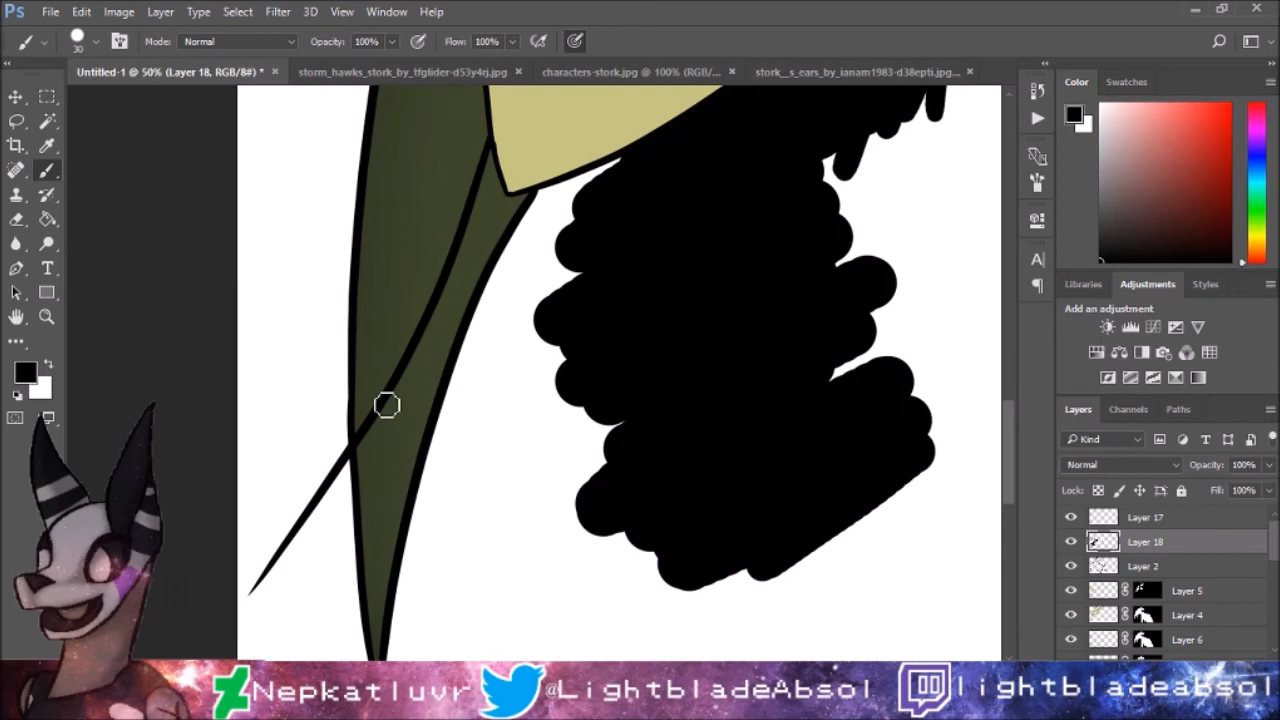 Ps File Edit Image Layer Type Select Filter 3D View Window Help
30 Mode: Normal Opacity: 100% Flow: 100%
Untitled-1 @ 50% (Layer 18, RGB/8#) * × storm_hawks_stork_by_tfglider-d53y4rj.jpg × characters-stork.jpg @ 100% (RGB/... × stork__s_ears_by_ianam1983-d38epti.jpg... ×
Color Swatches
Libraries Adjustments Styles
Add an adjustment
Layers Channels Paths
Kind
Normal Opacity: 100%
Lock: Fill: 100%
Layer 17
Layer 18
Layer 2
Layer 5
Layer 4
Layer 6
Nepkatluvr @LightbladeAbsol lightbladeabsol